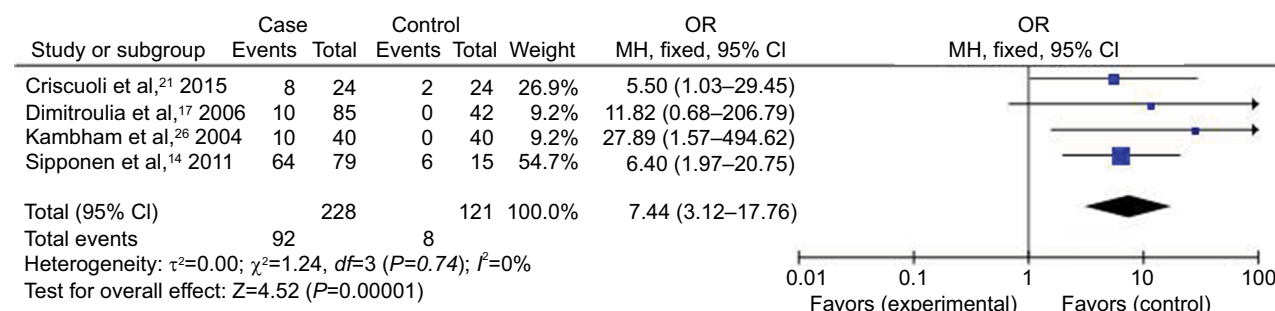 Case Control OR OR
Study or subgroup Events Total Events Total Weight MH, fixed, 95% CI MH, fixed, 95% CI
Criscuoli et al,²¹ 2015 8 24 2 24 26.9% 5.50 (1.03–29.45)
Dimitroulia et al,¹⁷ 2006 10 85 0 42 9.2% 11.82 (0.68–206.79)
Kambham et al,²⁶ 2004 10 40 0 40 9.2% 27.89 (1.57–494.62)
Sipponen et al,¹⁴ 2011 64 79 6 15 54.7% 6.40 (1.97–20.75)
Total (95% CI) 228 121 100.0% 7.44 (3.12–17.76)
Total events 92 8
Heterogeneity: τ²=0.00; χ²=1.24, df=3 (P=0.74); I²=0%
Test for overall effect: Z=4.52 (P=0.00001)
0.01 0.1 1 10 100
Favors (experimental) Favors (control)